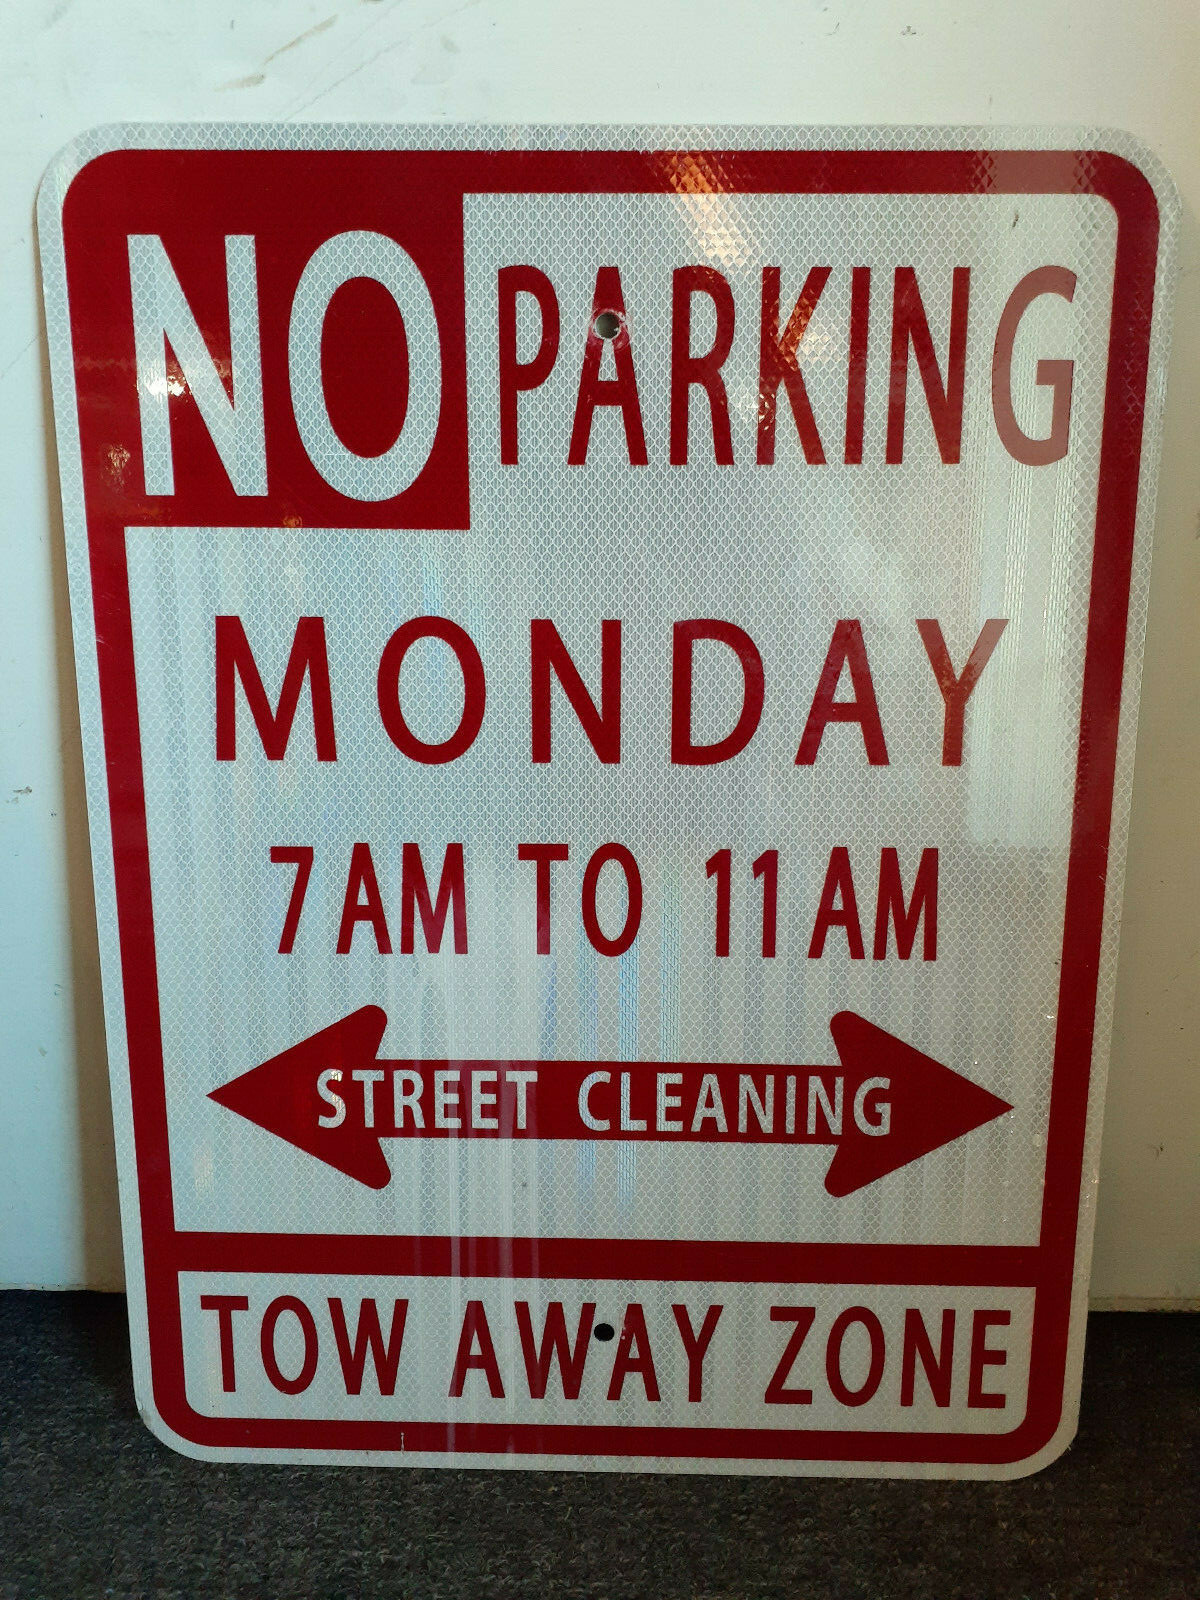 NO PARKING
MONDAY
7AM TO 11AM
STREET CLEANING
TOW AWAY ZONE